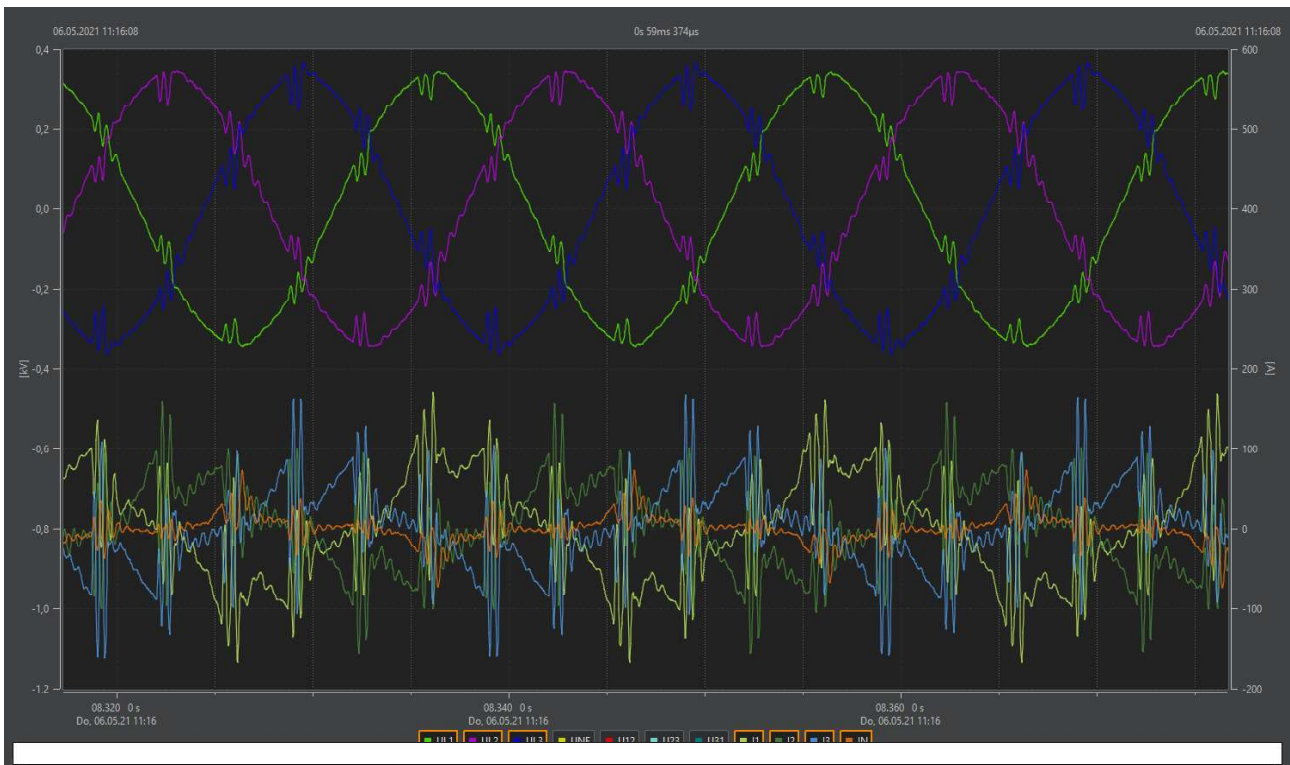 06.05.2021 11:16:08 0s 59ms 374µs 06.05.2021 11:16:08
0,4 600
0,2 500
0,0 400
-0,2 300
[kV] -0,4 200 [A]
-0,6 100
-0,8 0
-1,0 -100
-1.2 -200
08.320 0 s 08.340 0 s 08.360 0 s
Do, 06.05.21 11:16 Do, 06.05.21 11:16 Do, 06.05.21 11:16
UL1 UL2 UL3 UNE U12 U23 U31 I1 I2 I3 IN